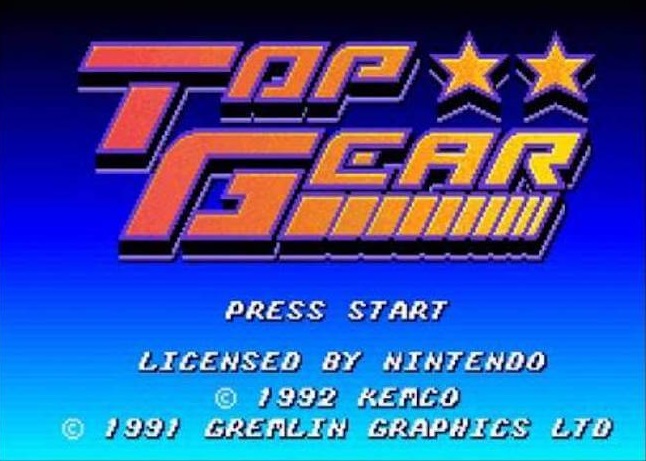 TOP
GEAR
PRESS START
LICENSED BY NINTENDO
© 1992 KEMCO
© 1991 GREMLIN GRAPHICS LTD